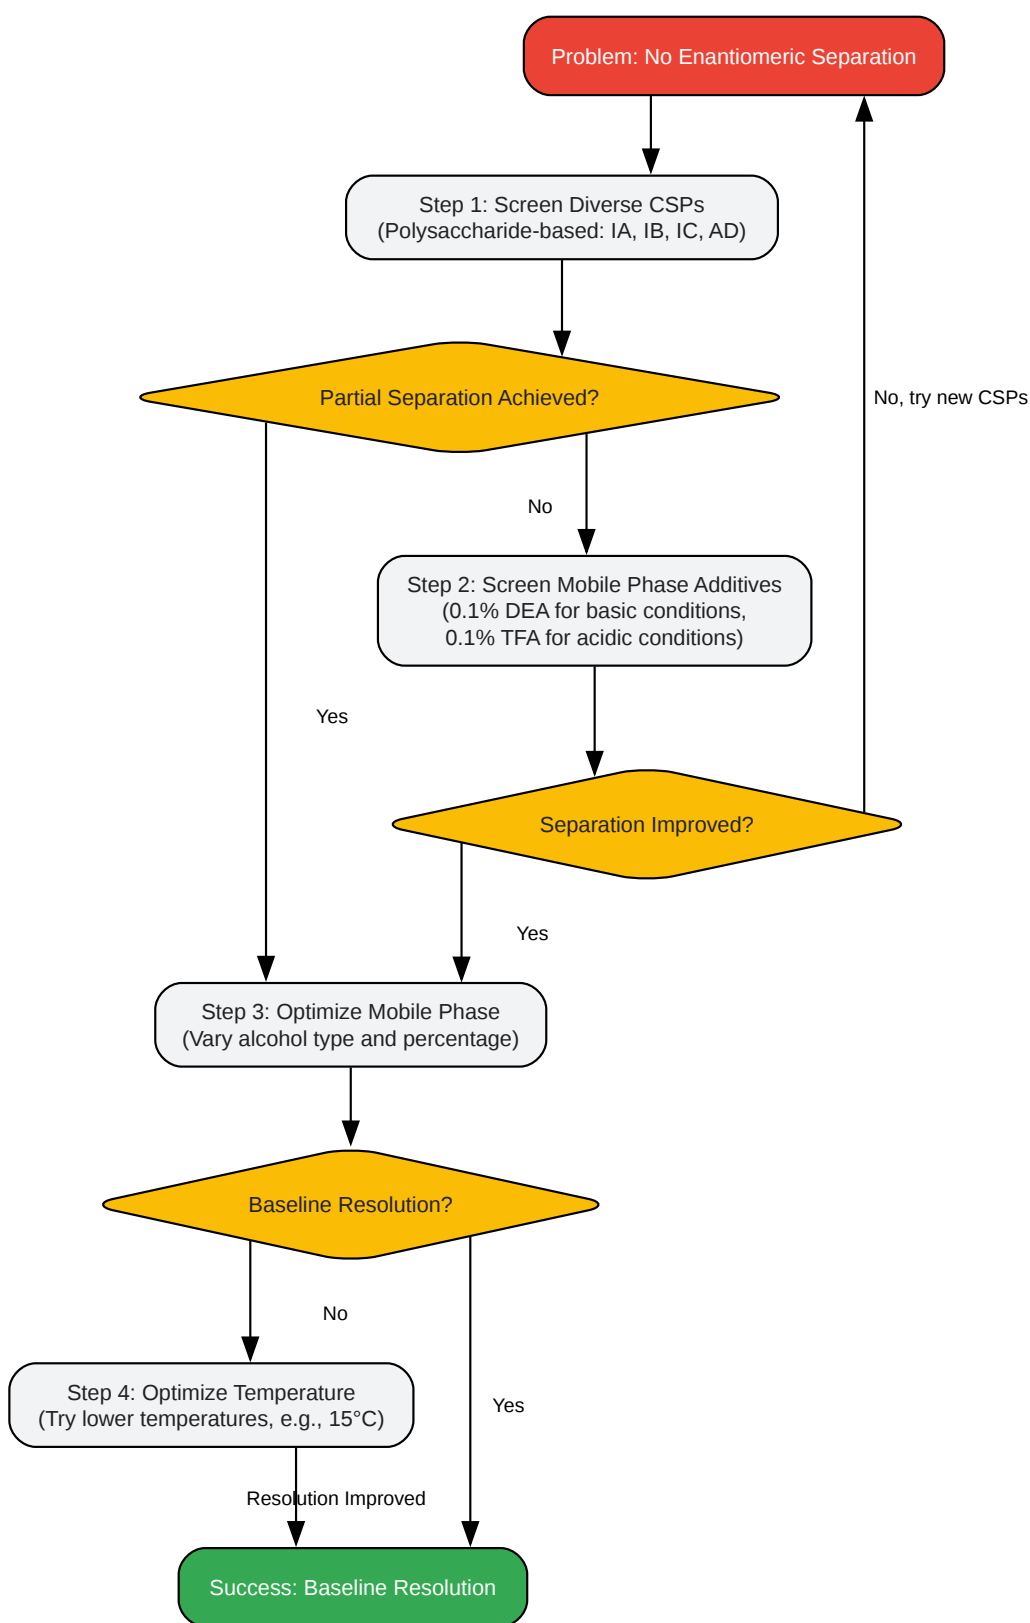 Problem: No Enantiomeric Separation
Step 1: Screen Diverse CSPs
(Polysaccharide-based: IA, IB, IC, AD)
Partial Separation Achieved?
No, try new CSPs
No
Step 2: Screen Mobile Phase Additives
(0.1% DEA for basic conditions,
0.1% TFA for acidic conditions)
Yes
Separation Improved?
Yes
Step 3: Optimize Mobile Phase
(Vary alcohol type and percentage)
Baseline Resolution?
No
Step 4: Optimize Temperature
(Try lower temperatures, e.g., 15°C)
Yes
Resolution Improved
Success: Baseline Resolution